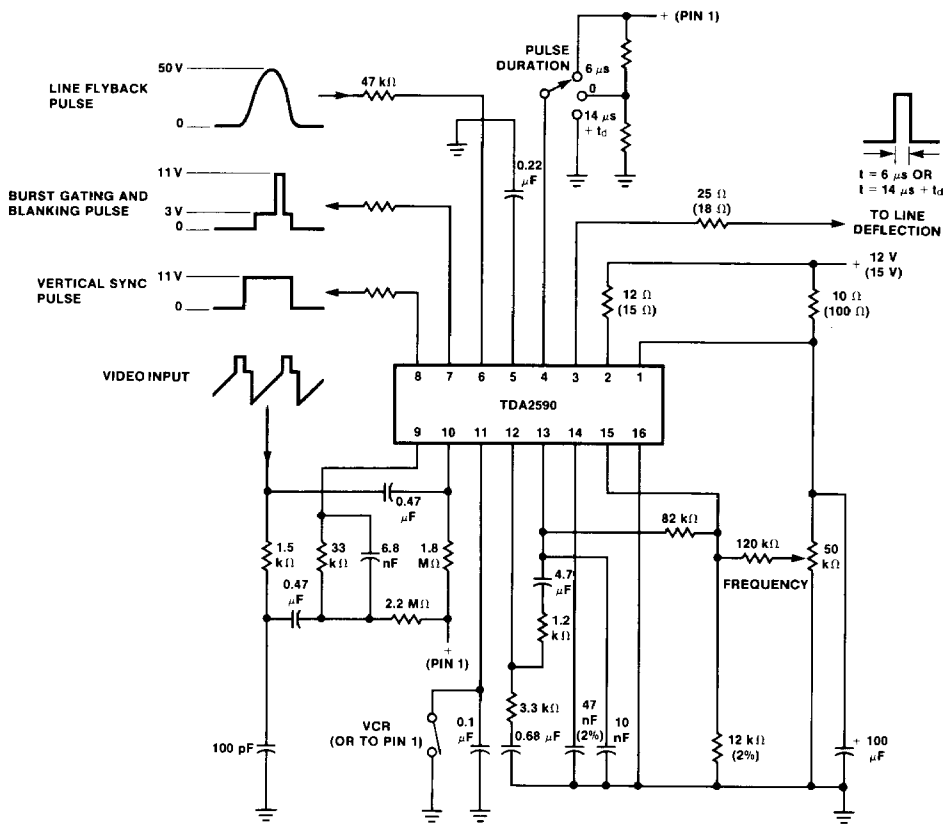 + (PIN 1)
PULSE
DURATION
6 μs
0
14 μs
+ td
50 V
LINE FLYBACK
PULSE
0
47 kΩ
t = 6 μs OR
t = 14 μs + td
0.22
μF
11 V
BURST GATING AND
BLANKING PULSE
3 V
0
25 Ω
(18 Ω)
TO LINE
DEFLECTION
+ 12 V
(15 V)
11 V
VERTICAL SYNC
PULSE
0
12 Ω
(15 Ω)
10 Ω
(100 Ω)
VIDEO INPUT
8 7 6 5 4 3 2 1
TDA2590
9 10 11 12 13 14 15 16
0.47
μF
82 kΩ
1.5
kΩ
33
kΩ
6.8
nF
1.8
MΩ
120 kΩ
50
kΩ
FREQUENCY
4.7
μF
0.47
μF
2.2 MΩ
1.2
kΩ
+
(PIN 1)
VCR
(OR TO PIN 1)
100 pF
0.1
μF
3.3 kΩ
0.68 μF
47
nF
(2%)
10
nF
12 kΩ
(2%)
+ 100
μF